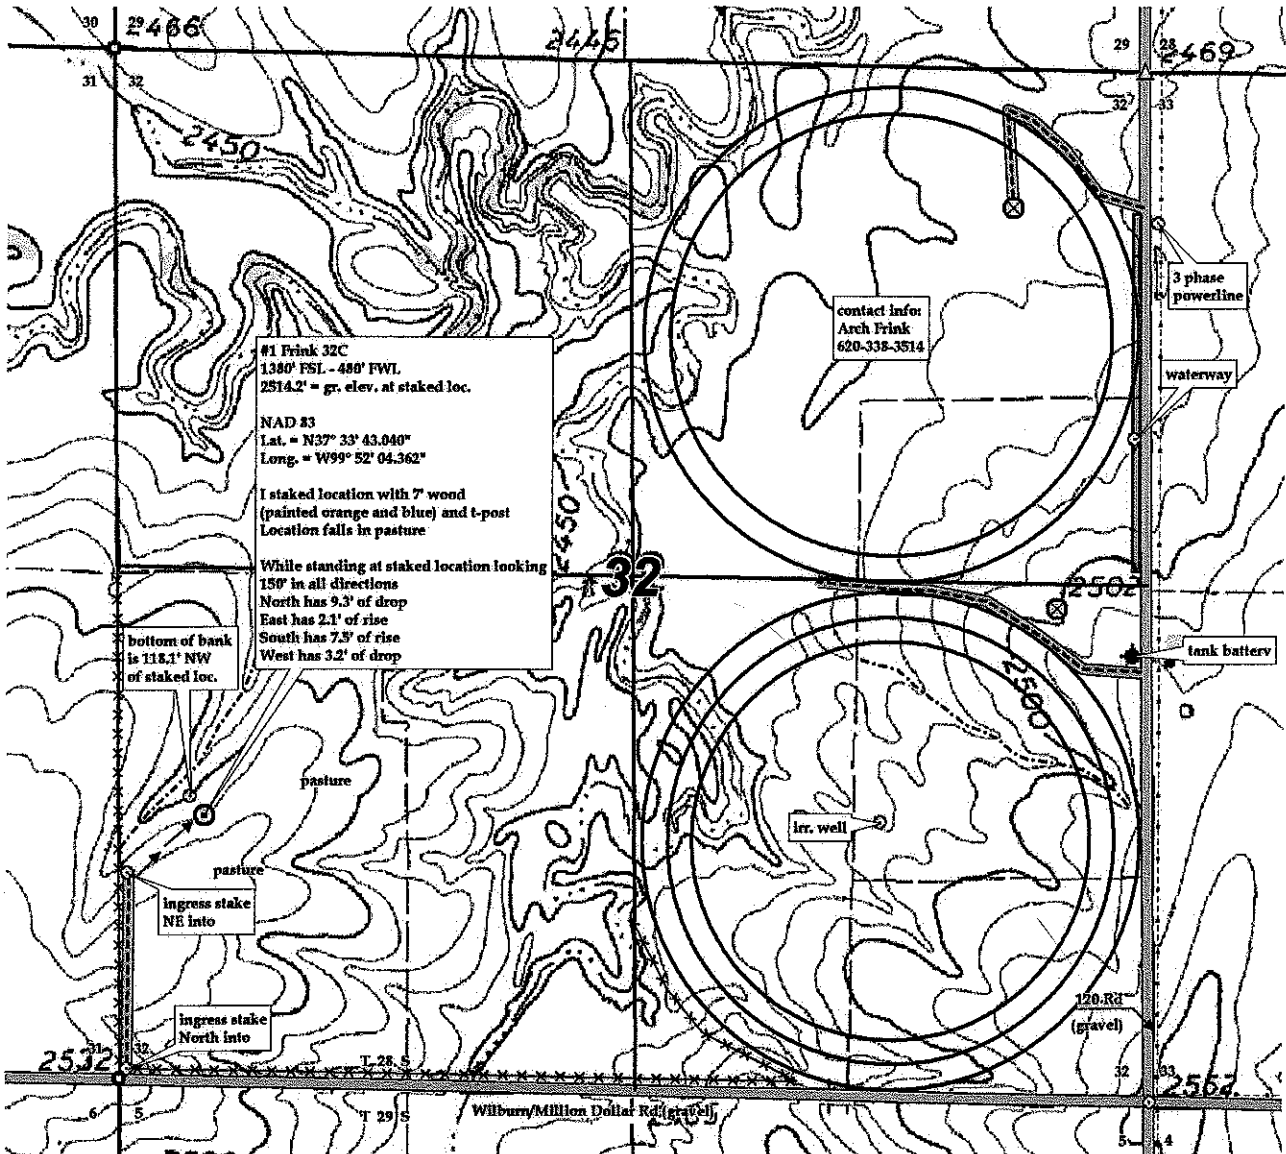 30 29 2466
2446
29 28 2469
31 32
32 33
2450
3 phase
powerline
contact info:
Arch Frink
620-338-3514
waterway
#1 Frink 32C
1380' FSL - 480' FWL
2514.2' = gr. elev. at staked loc.
NAD 83
Lat. = N37° 33' 43.040"
Long. = W99° 52' 04.362"
I staked location with 7' wood
(painted orange and blue) and t-post
Location falls in pasture
While standing at staked location looking
150' in all directions
North has 9.3' of drop
East has 2.1' of rise
South has 7.5' of rise
West has 3.2' of drop
2450
32
2502
bottom of bank
is 118.1' NW
of staked loc.
tank battery
2500
pasture
irr. well
pasture
ingress stake
NE into
120 Rd
(gravel)
ingress stake
North into
2532 31 32
T 28 S
32 33
2562
6 5
T 29 S
Wilburn/Million Dollar Rd (gravel)
5 4